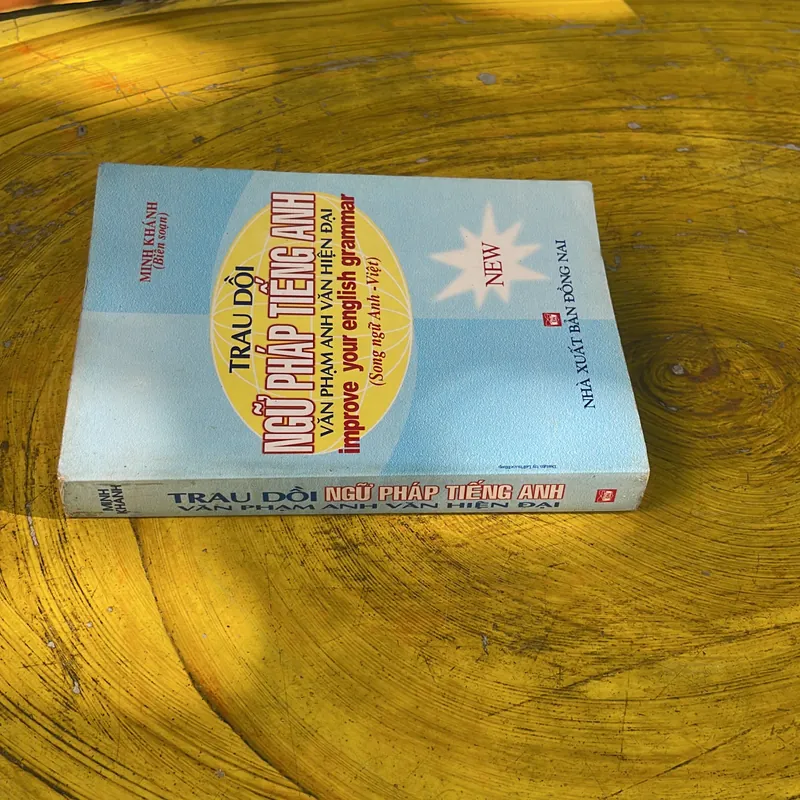 MINH KHÁNH
(Biên soạn)
TRAU DỒI
NGỮ PHÁP TIẾNG ANH
VĂN PHẠM ANH VĂN HIỆN ĐẠI
improve your english grammar
(Song ngữ Anh-Việt)
NEW
NHÀ XUẤT BẢN ĐỒNG NAI
MINH
KHÁNH
TRAU DỒI NGỮ PHÁP TIẾNG ANH
VĂN PHẠM ANH VĂN HIỆN ĐẠI